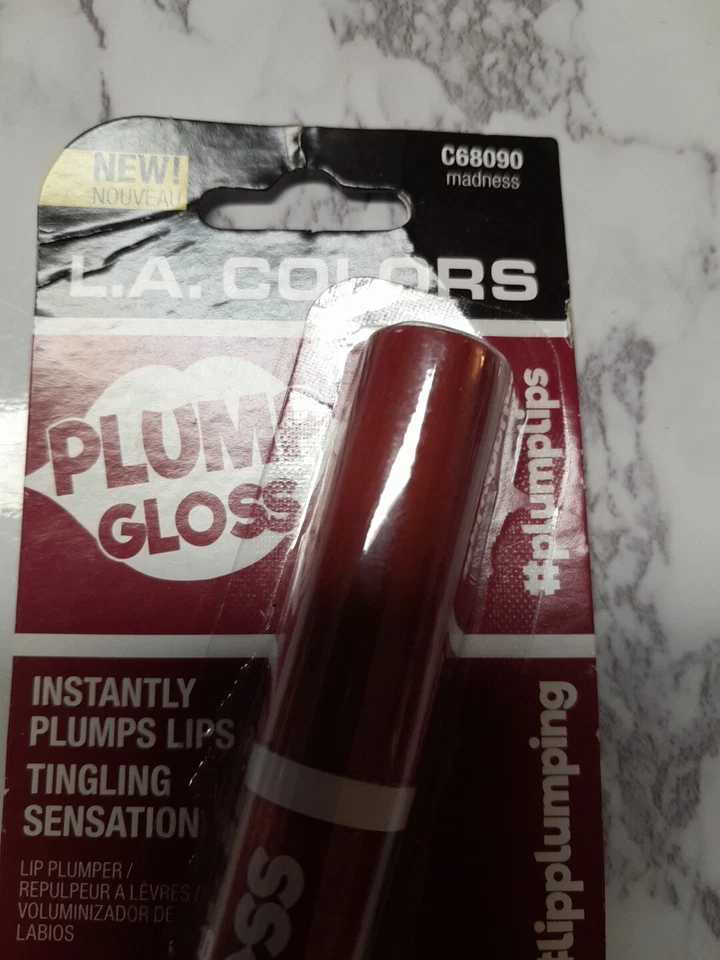 NEW!
NOUVEAU
C68090
madness
L.A. COLORS
PLUMP
GLOSS
#plumplips
INSTANTLY
PLUMPS LIPS
TINGLING
SENSATION
LIP PLUMPER /
REPULPEUR A LÈVRES /
VOLUMINIZADOR DE
LABIOS
#lipplumping